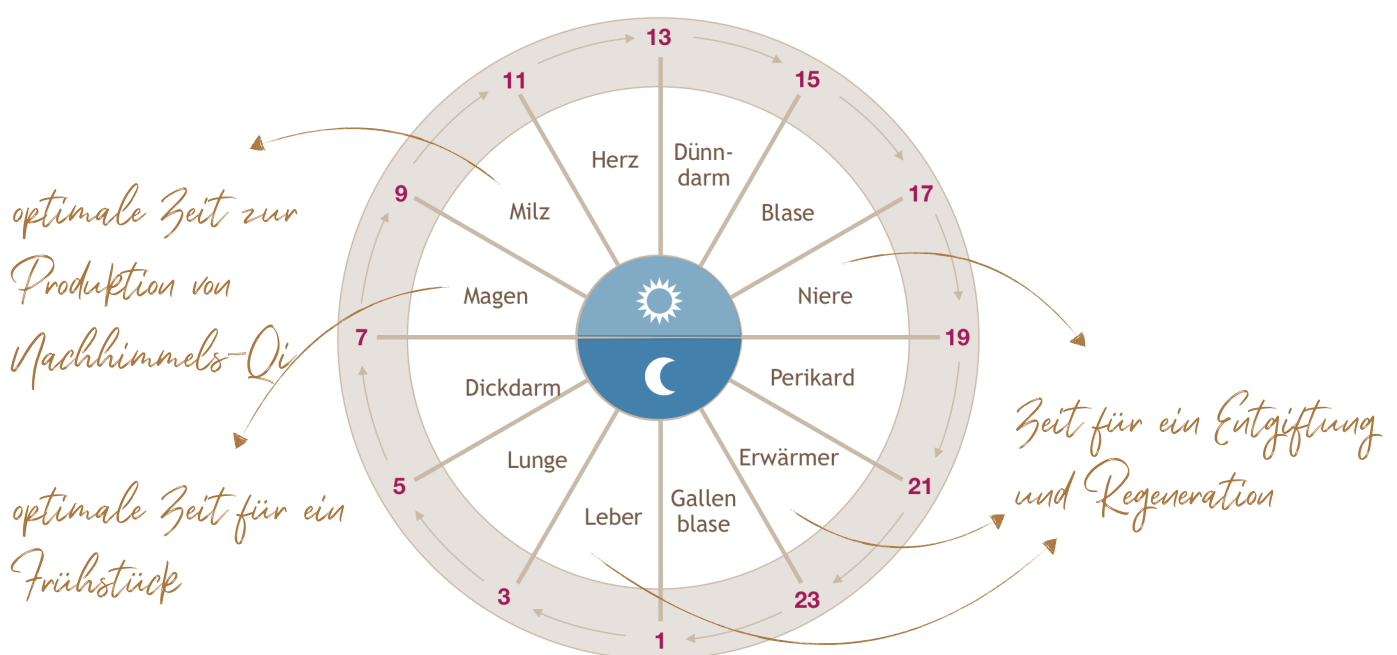 13
11
15
Herz
Dünn-
darm
9
17
Milz
Blase
optimale Zeit zur
Produktion von
Nachhimmels-Qi
Magen
Niere
7
19
Dickdarm
Perikard
Zeit für ein Entgiftung
und Regeneration
Lunge
Erwärmer
5
21
optimale Zeit für ein
Frühstück
Leber
Gallen
blase
3
23
1